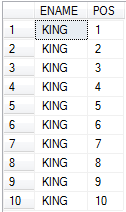 ENAME POS
1 KING 1
2 KING 2
3 KING 3
4 KING 4
5 KING 5
6 KING 6
7 KING 7
8 KING 8
9 KING 9
10 KING 10